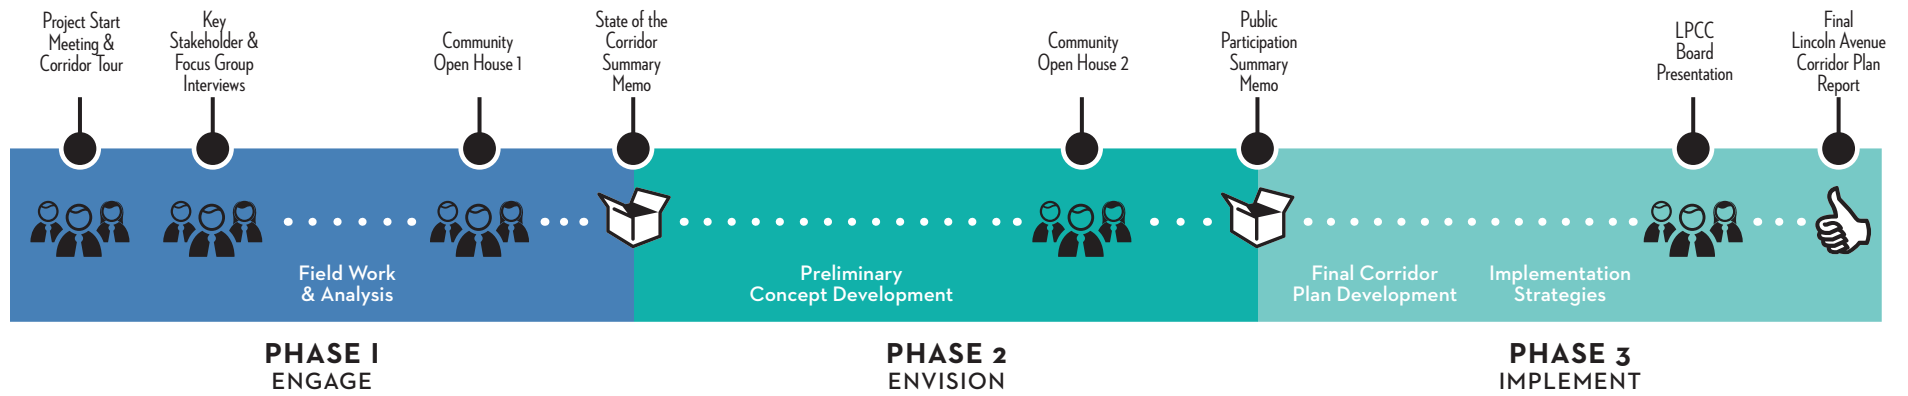 Project Start
Meeting &
Corridor Tour
Key
Stakeholder &
Focus Group
Interviews
Community
Open House 1
State of the
Corridor
Summary
Memo
Community
Open House 2
Public
Participation
Summary
Memo
LPCC
Board
Presentation
Final
Lincoln Avenue
Corridor Plan
Report
Field Work
& Analysis
Preliminary
Concept Development
Final Corridor
Plan Development
Implementation
Strategies
PHASE 1
ENGAGE
PHASE 2
ENVISION
PHASE 3
IMPLEMENT